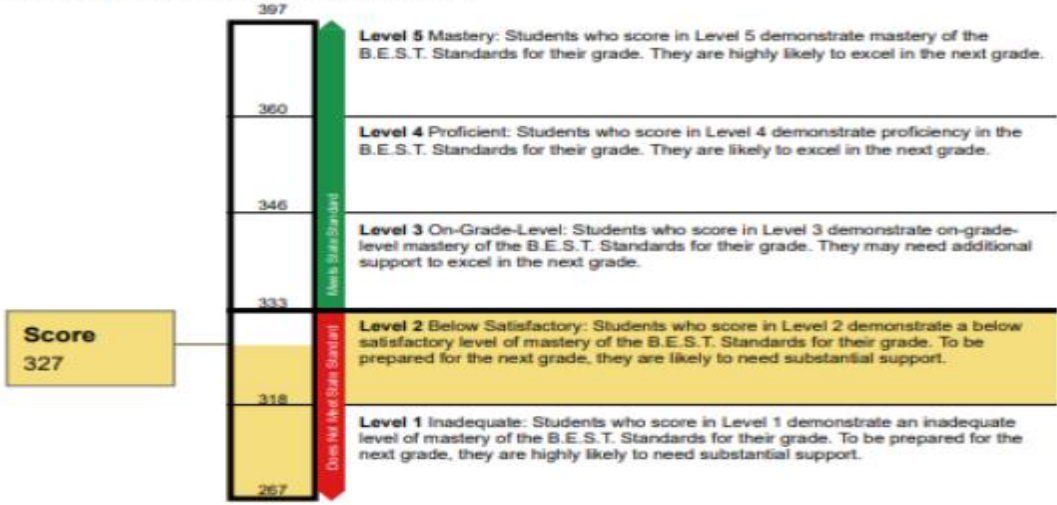 397
Level 5 Mastery: Students who score in Level 5 demonstrate mastery of the
B.E.S.T. Standards for their grade. They are highly likely to excel in the next grade.
360
Level 4 Proficient: Students who score in Level 4 demonstrate proficiency in the
B.E.S.T. Standards for their grade. They are likely to excel in the next grade.
346
Meets State Standard
Level 3 On-Grade-Level: Students who score in Level 3 demonstrate on-grade-
level mastery of the B.E.S.T. Standards for their grade. They may need additional
support to excel in the next grade.
333
Score
327
Level 2 Below Satisfactory: Students who score in Level 2 demonstrate a below
satisfactory level of mastery of the B.E.S.T. Standards for their grade. To be
prepared for the next grade, they are likely to need substantial support.
318
Does Not Meet State Standard
Level 1 Inadequate: Students who score in Level 1 demonstrate an inadequate
level of mastery of the B.E.S.T. Standards for their grade. To be prepared for the
next grade, they are highly likely to need substantial support.
267